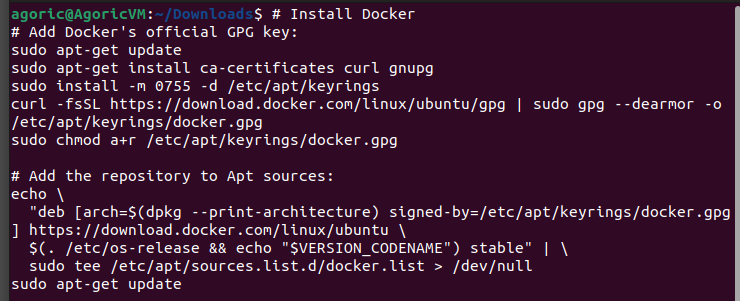 agoric@AgoricVM:~/Downloads$ # Install Docker
# Add Docker's official GPG key:
sudo apt-get update
sudo apt-get install ca-certificates curl gnupg
sudo install -m 0755 -d /etc/apt/keyrings
curl -fsSL https://download.docker.com/linux/ubuntu/gpg | sudo gpg --dearmor -o
/etc/apt/keyrings/docker.gpg
sudo chmod a+r /etc/apt/keyrings/docker.gpg

# Add the repository to Apt sources:
echo \
  "deb [arch=$(dpkg --print-architecture) signed-by=/etc/apt/keyrings/docker.gpg
] https://download.docker.com/linux/ubuntu \
  $(. /etc/os-release && echo "$VERSION_CODENAME") stable" | \
  sudo tee /etc/apt/sources.list.d/docker.list > /dev/null
sudo apt-get update